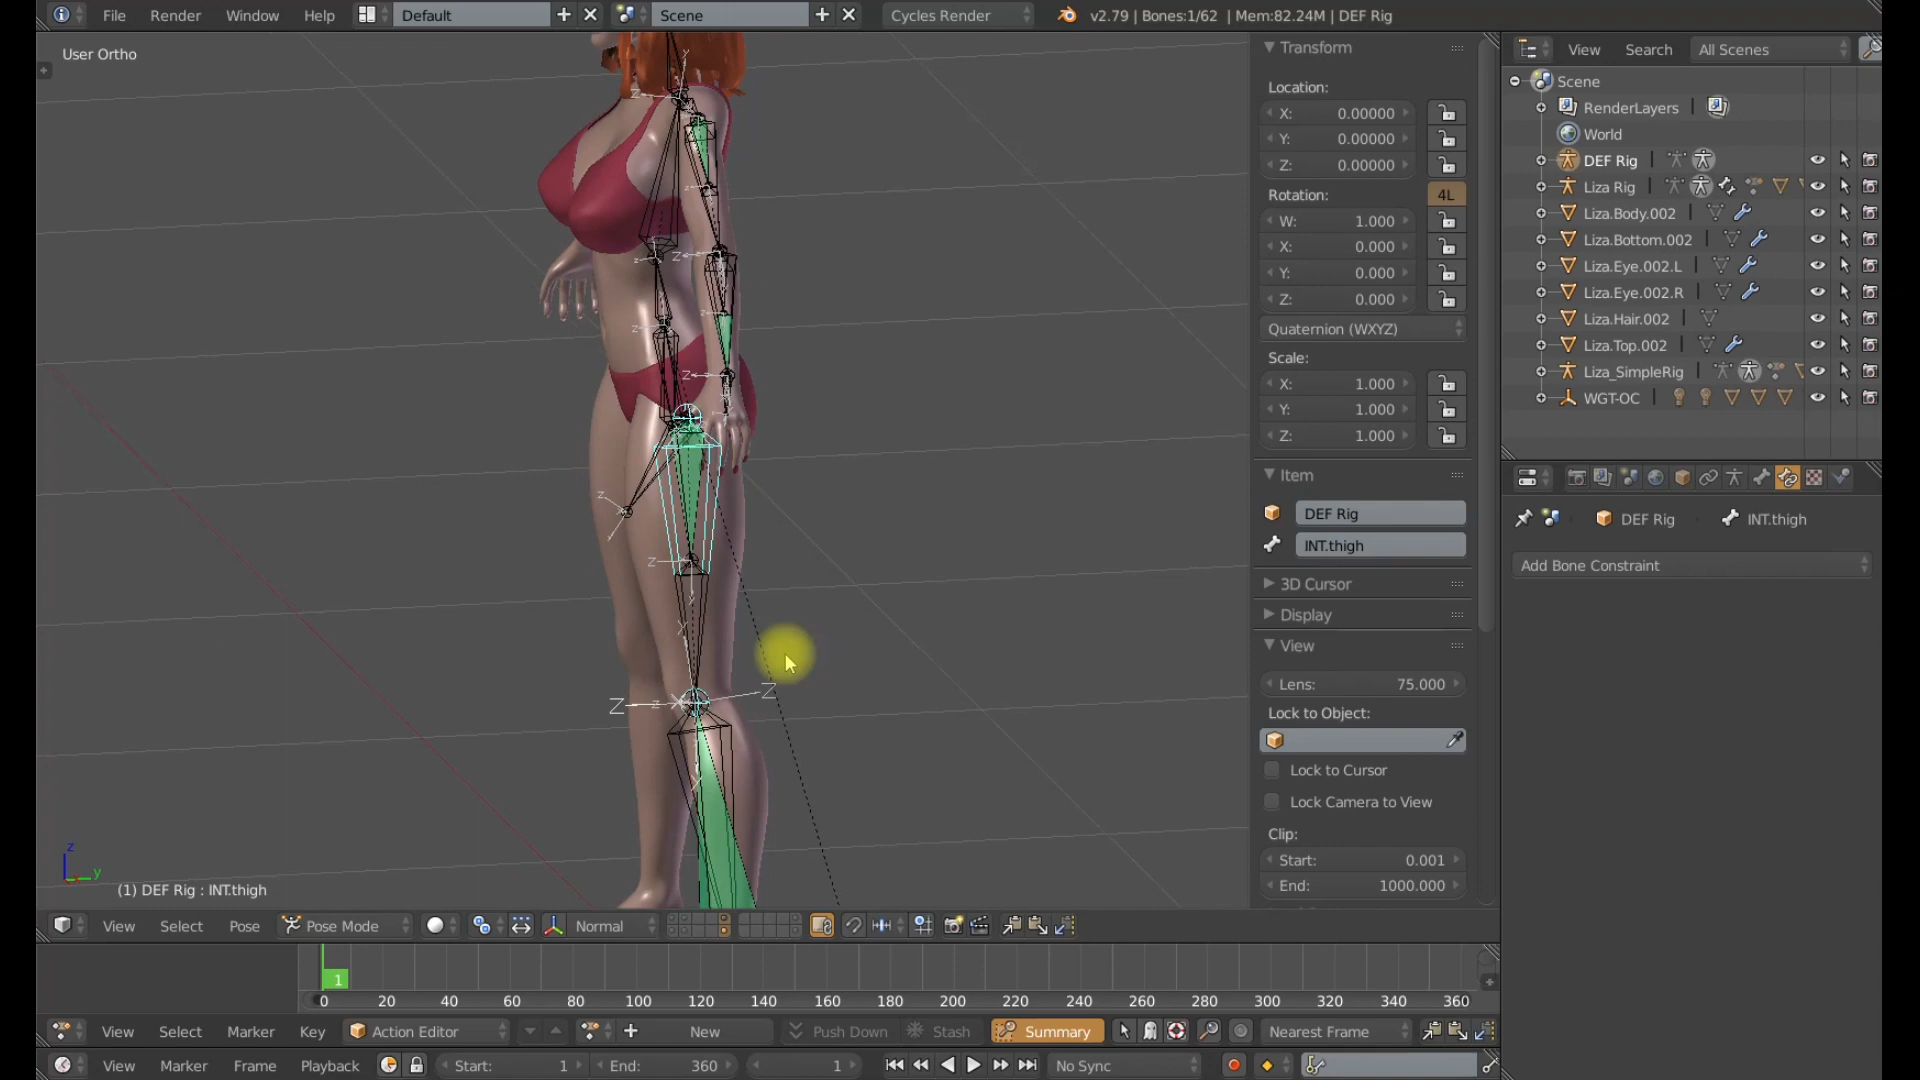 File Render Window Help Default Scene Cycles Render v2.79 | Bones:1/62 | Mem:82.24M | DEF Rig
User Ortho
Transform
Location:
X: 0.00000
Y: 0.00000
Z: 0.00000
Rotation: 4L
W: 1.000
X: 0.000
Y: 0.000
Z: 0.000
Quaternion (WXYZ)
Scale:
X: 1.000
Y: 1.000
Z: 1.000
Item
DEF Rig
INT.thigh
3D Cursor
Display
View
Lens: 75.000
Lock to Object:
Lock to Cursor
Lock Camera to View
Clip:
Start: 0.001
End: 1000.000
View Search All Scenes
Scene
RenderLayers
World
DEF Rig
Liza Rig
Liza.Body.002
Liza.Bottom.002
Liza.Eye.002.L
Liza.Eye.002.R
Liza.Hair.002
Liza.Top.002
Liza_SimpleRig
WGT-OC
DEF Rig INT.thigh
Add Bone Constraint
z
y
(1) DEF Rig : INT.thigh
View Select Pose Pose Mode Normal
1
0 20 40 60 80 100 120 140 160 180 200 220 240 260 280 300 320 340 360
View Select Marker Key Action Editor New Push Down Stash Summary Nearest Frame
View Marker Frame Playback Start: 1 End: 360 1 No Sync